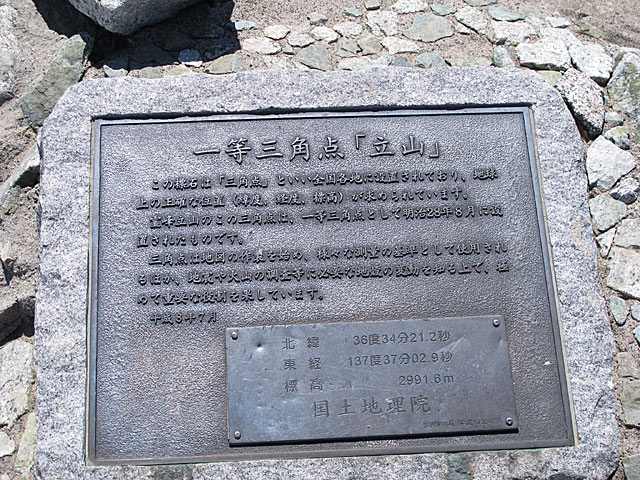 一等三角点「立山」
この標石は「三角点」といい全国各地に設置されており、地球
上の正確な位置（緯度、経度、標高）が求められています。
霊峰立山のこの三角点は、一等三角点として明治28年8月に設
置されたものです。
三角点は地図の作製を始め、様々な測量の基準として使用され
るほか、地震や火山の調査等に必要な地盤の変動を知る上で、極
めて重要な役割を果しています。
平成8年7月
北緯 36度34分21.2秒
東経 137度37分02.9秒
標高 2991.6m
国土地理院